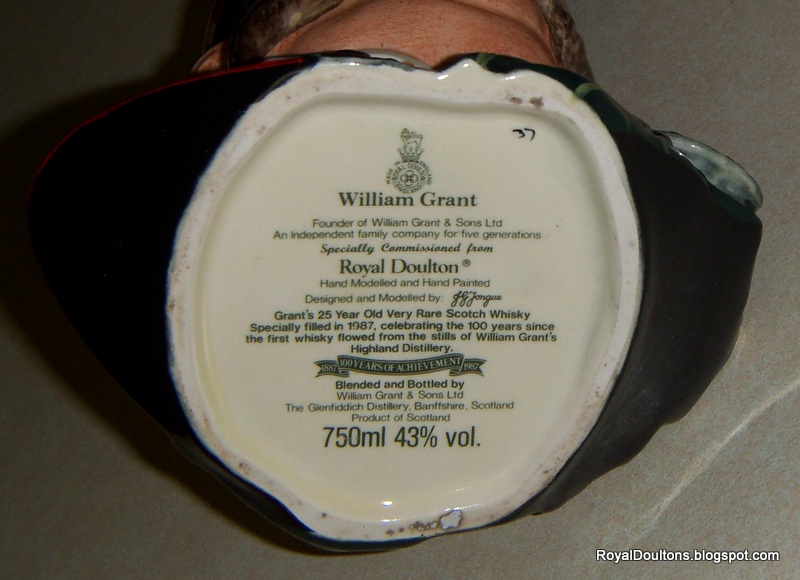 37
William Grant
Founder of William Grant & Sons Ltd
An independent family company for five generations
Specially Commissioned from
Royal Doulton®
Hand Modelled and Hand Painted
Designed and Modelled by:
Grant's 25 Year Old Very Rare Scotch Whisky
Specially filled in 1987, celebrating the 100 years since
the first whisky flowed from the stills of William Grant's
Highland Distillery.
1887 100 YEARS OF ACHIEVEMENT 1987
Blended and Bottled by
William Grant & Sons Ltd
The Glenfiddich Distillery, Banffshire, Scotland
Product of Scotland
750ml 43% vol.
RoyalDoultons.blogspot.com